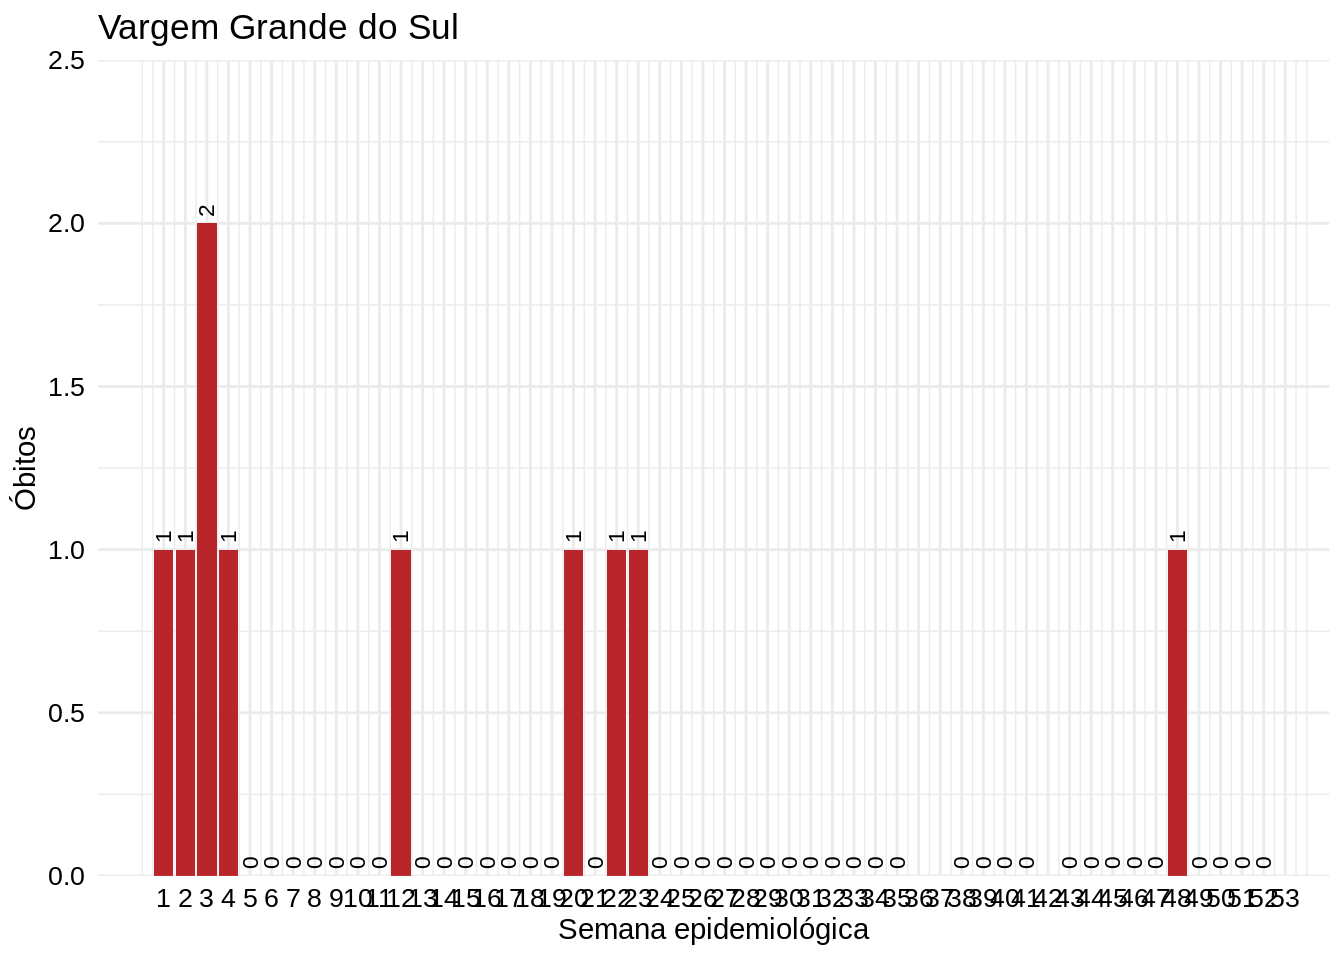 Vargem Grande do Sul
2.5
2.0
1.5
1.0
0.5
0.0
Óbitos
1 1 2 1 0 0 0 0 0 0 0 1 0 0 0 0 0 0 0 1 0 1 1 0 0 0 0 0 0 0 0 0 0 0 0 0 0 0 0 0 0 0 0 0 1 0 0 0 0
1 2 3 4 5 6 7 8 9 10 11 12 13 14 15 16 17 18 19 20 21 22 23 24 25 26 27 28 29 30 31 32 33 34 35 36 37 38 39 40 41 42 43 44 45 46 47 48 49 50 51 52 53
Semana epidemiológica